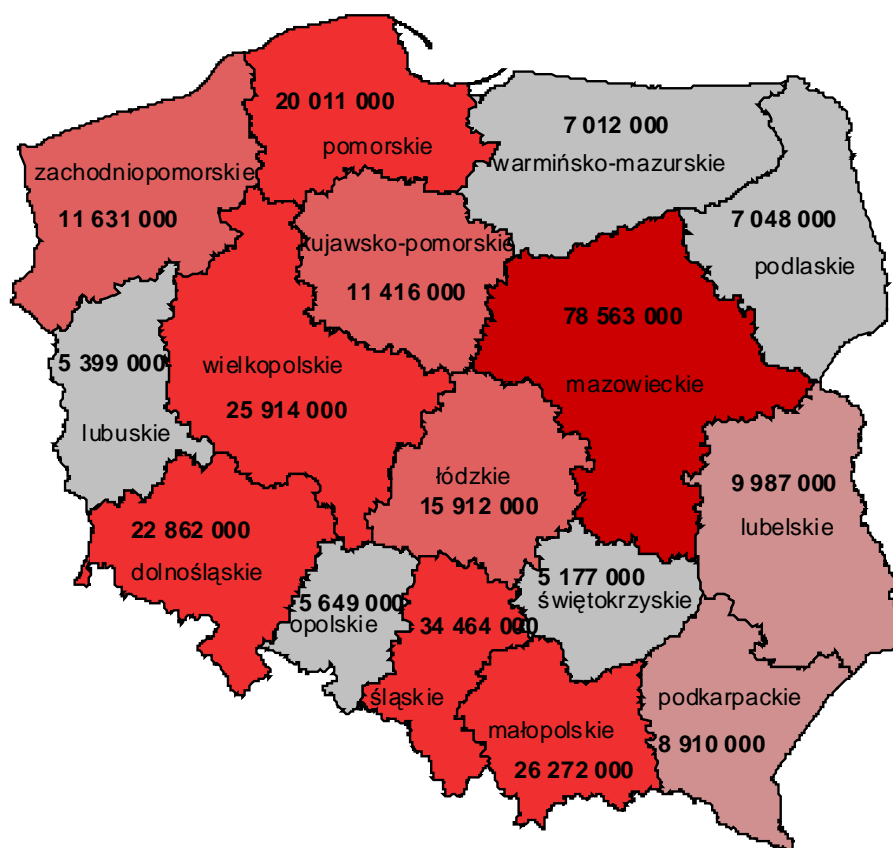 20 011 000
pomorskie
7 012 000
warmińsko-mazurskie
zachodniopomorskie
11 631 000
7 048 000
podlaskie
kujawsko-pomorskie
11 416 000
78 563 000
mazowieckie
5 399 000
lubuskie
wielkopolskie
25 914 000
łódzkie
15 912 000
9 987 000
lubelskie
22 862 000
dolnośląskie
5 649 000
opolskie
34 464 000
śląskie
5 177 000
świętokrzyskie
małopolskie
26 272 000
podkarpackie
8 910 000